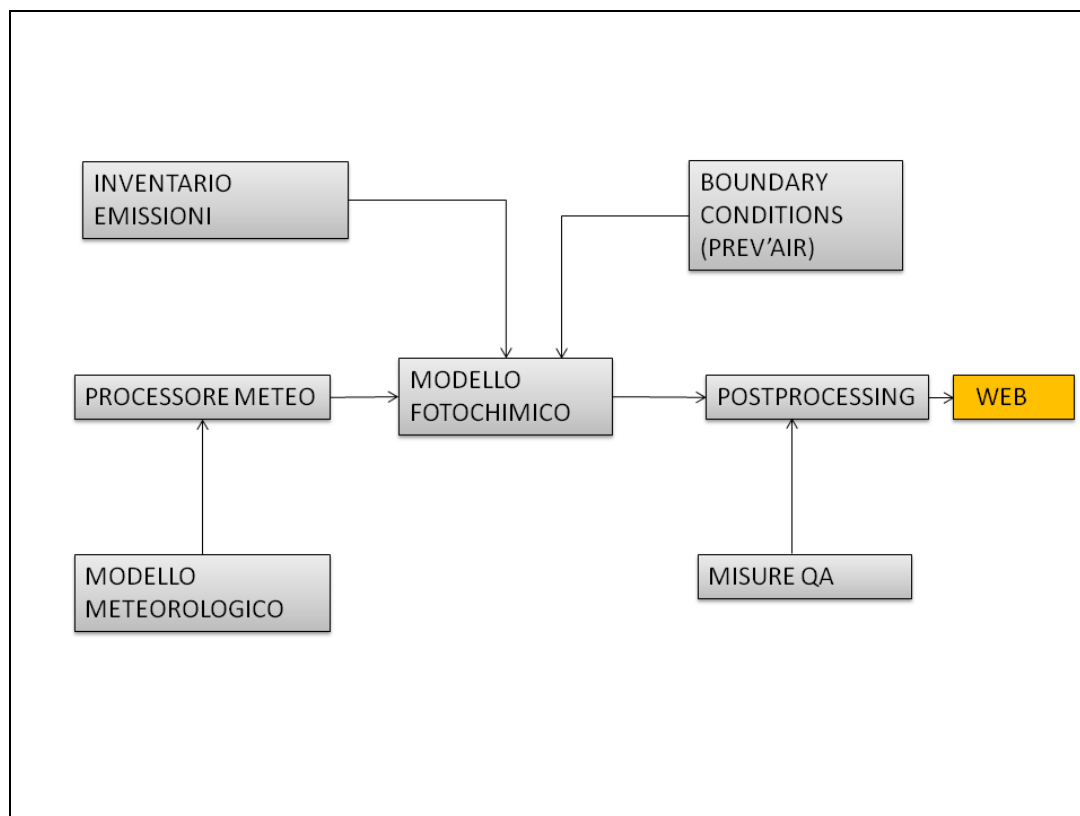 INVENTARIO
EMISSIONI
BOUNDARY
CONDITIONS
(PREV'AIR)
PROCESSORE METEO
MODELLO
FOTOCHIMICO
POSTPROCESSING
WEB
MODELLO
METEOROLOGICO
MISURE QA